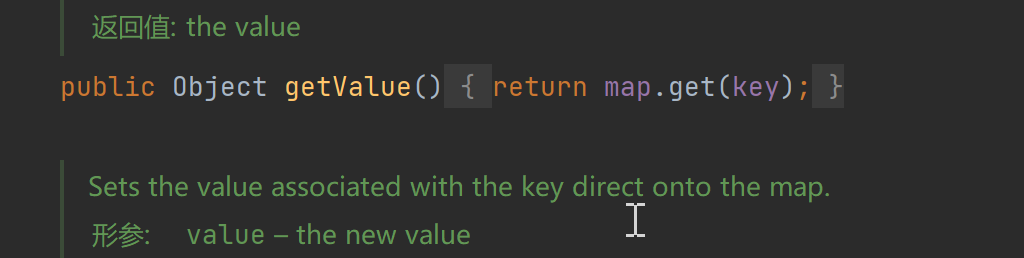 返回值: the value
public Object getValue() { return map.get(key); }
Sets the value associated with the key direct onto the map.
形参: value – the new value